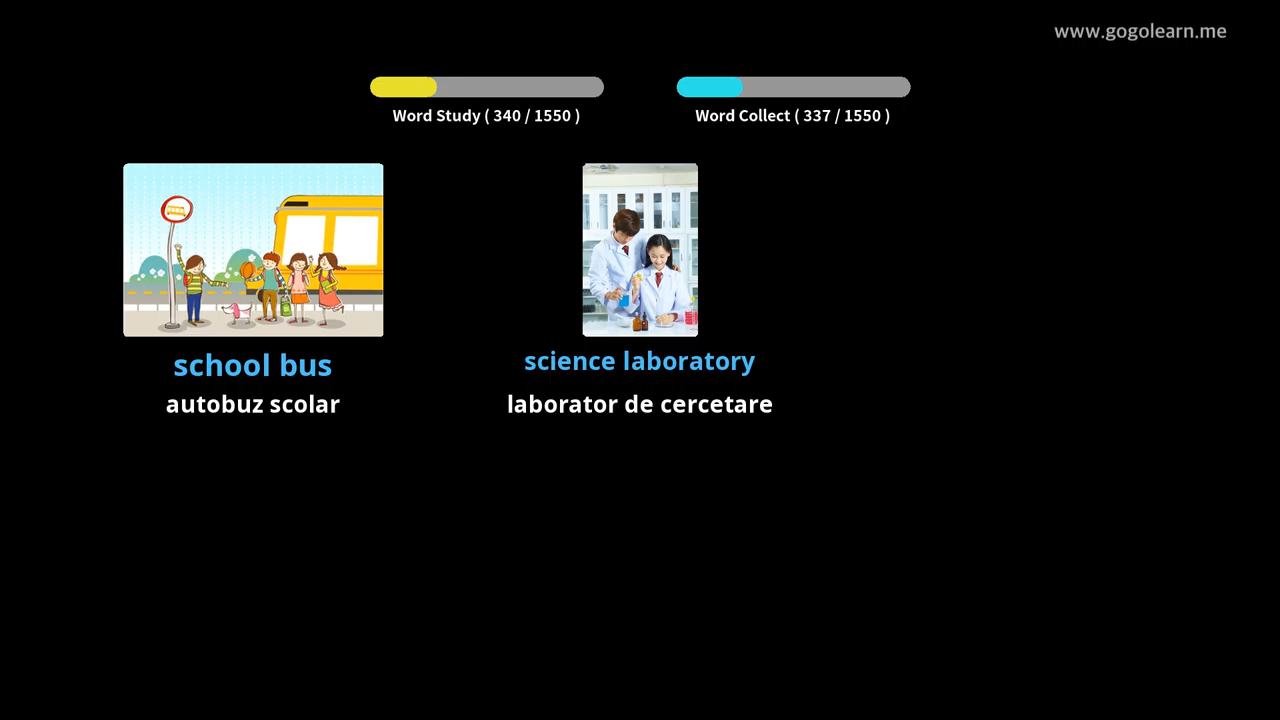 www.gogolearn.me
Word Study ( 340 / 1550 )
Word Collect ( 337 / 1550 )
school bus
autobuz scolar
science laboratory
laborator de cercetare